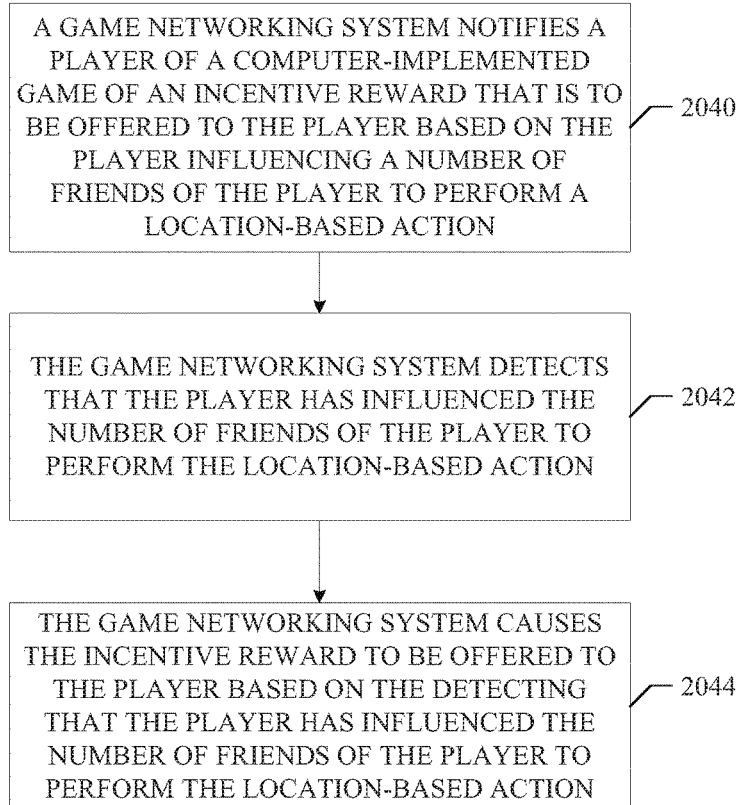 A GAME NETWORKING SYSTEM NOTIFIES A
PLAYER OF A COMPUTER-IMPLEMENTED
GAME OF AN INCENTIVE REWARD THAT IS TO
BE OFFERED TO THE PLAYER BASED ON THE
PLAYER INFLUENCING A NUMBER OF
FRIENDS OF THE PLAYER TO PERFORM A
LOCATION-BASED ACTION
2040
THE GAME NETWORKING SYSTEM DETECTS
THAT THE PLAYER HAS INFLUENCED THE
NUMBER OF FRIENDS OF THE PLAYER TO
PERFORM THE LOCATION-BASED ACTION
2042
THE GAME NETWORKING SYSTEM CAUSES
THE INCENTIVE REWARD TO BE OFFERED TO
THE PLAYER BASED ON THE DETECTING
THAT THE PLAYER HAS INFLUENCED THE
NUMBER OF FRIENDS OF THE PLAYER TO
PERFORM THE LOCATION-BASED ACTION
2044